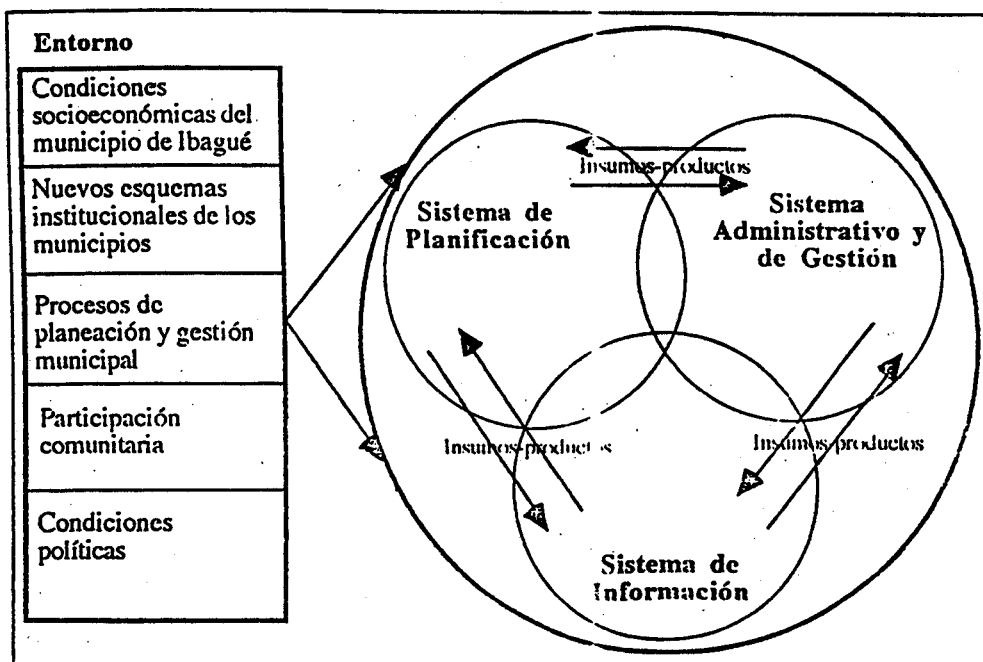 Entorno
Condiciones
socioeconómicas del
municipio de Ibagué
Nuevos esquemas
institucionales de los
municipios
Procesos de
planeación y gestión
municipal
Participación
comunitaria
Condiciones
políticas
Insumos-productos
Sistema de
Planificación
Sistema
Administrativo y
de Gestión
Insumos-productos
Insumos-productos
Sistema de
Información